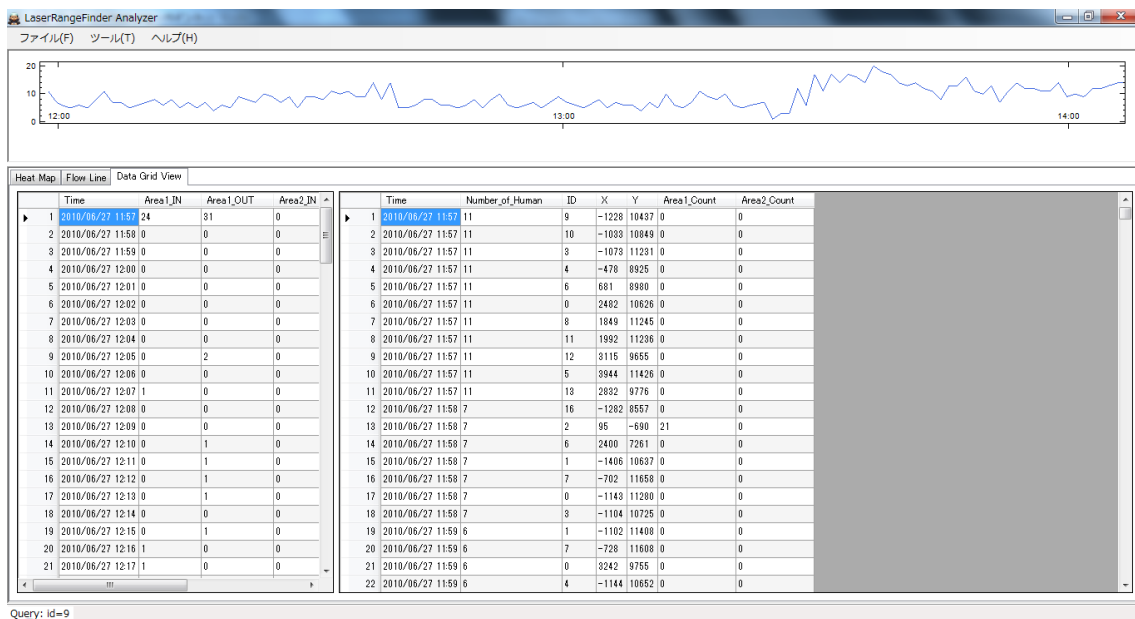 LaserRangeFinder Analyzer
ファイル(F) ツール(T) ヘルプ(H)
20
10
0
12:00 13:00 14:00
Heat Map Flow Line Data Grid View
Time Area1_IN Area1_OUT Area2_IN
1 2010/06/27 11:57 24 31 0
2 2010/06/27 11:58 0 0 0
3 2010/06/27 11:59 0 0 0
4 2010/06/27 12:00 0 0 0
5 2010/06/27 12:01 0 0 0
6 2010/06/27 12:02 0 0 0
7 2010/06/27 12:03 0 0 0
8 2010/06/27 12:04 0 0 0
9 2010/06/27 12:05 0 2 0
10 2010/06/27 12:06 0 0 0
11 2010/06/27 12:07 1 0 0
12 2010/06/27 12:08 0 0 0
13 2010/06/27 12:09 0 0 0
14 2010/06/27 12:10 0 1 0
15 2010/06/27 12:11 0 1 0
16 2010/06/27 12:12 0 1 0
17 2010/06/27 12:13 0 1 0
18 2010/06/27 12:14 0 0 0
19 2010/06/27 12:15 0 1 0
20 2010/06/27 12:16 1 0 0
21 2010/06/27 12:17 1 0 0
Time Number_of_Human ID X Y Area1_Count Area2_Count
1 2010/06/27 11:57 11 9 -1228 10437 0 0
2 2010/06/27 11:57 11 10 -1033 10849 0 0
3 2010/06/27 11:57 11 3 -1073 11231 0 0
4 2010/06/27 11:57 11 4 -478 8925 0 0
5 2010/06/27 11:57 11 6 681 8980 0 0
6 2010/06/27 11:57 11 0 2482 10626 0 0
7 2010/06/27 11:57 11 8 1849 11245 0 0
8 2010/06/27 11:57 11 11 1992 11236 0 0
9 2010/06/27 11:57 11 12 3115 9655 0 0
10 2010/06/27 11:57 11 5 3944 11426 0 0
11 2010/06/27 11:57 11 13 2832 9776 0 0
12 2010/06/27 11:58 7 16 -1282 8557 0 0
13 2010/06/27 11:58 7 2 95 -690 21 0
14 2010/06/27 11:58 7 6 2400 7261 0 0
15 2010/06/27 11:58 7 1 -1406 10637 0 0
16 2010/06/27 11:58 7 7 -702 11658 0 0
17 2010/06/27 11:58 7 0 -1143 11280 0 0
18 2010/06/27 11:58 7 3 -1104 10725 0 0
19 2010/06/27 11:59 6 1 -1102 11408 0 0
20 2010/06/27 11:59 6 7 -728 11608 0 0
21 2010/06/27 11:59 6 0 3242 9755 0 0
22 2010/06/27 11:59 6 4 -1144 10652 0 0
Query: id=9